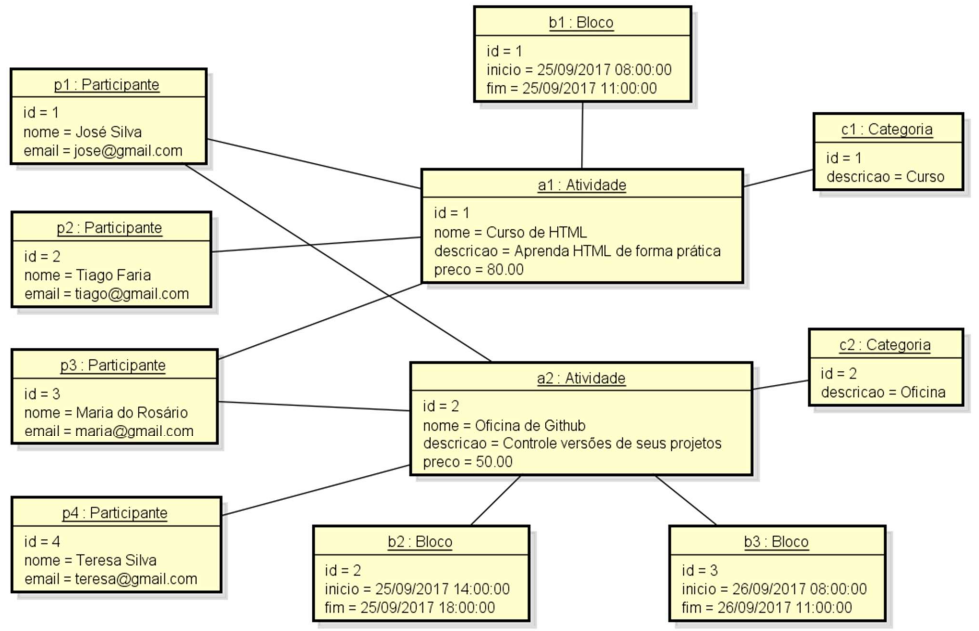 b1 : Bloco
id = 1
inicio = 25/09/2017 08:00:00
fim = 25/09/2017 11:00:00
p1 : Participante
id = 1
nome = José Silva
email = jose@gmail.com
c1 : Categoria
id = 1
descricao = Curso
a1 : Atividade
id = 1
nome = Curso de HTML
descricao = Aprenda HTML de forma prática
preco = 80.00
p2 : Participante
id = 2
nome = Tiago Faria
email = tiago@gmail.com
p3 : Participante
id = 3
nome = Maria do Rosário
email = maria@gmail.com
a2 : Atividade
id = 2
nome = Oficina de Github
descricao = Controle versões de seus projetos
preco = 50.00
c2 : Categoria
id = 2
descricao = Oficina
p4 : Participante
id = 4
nome = Teresa Silva
email = teresa@gmail.com
b2 : Bloco
id = 2
inicio = 25/09/2017 14:00:00
fim = 25/09/2017 18:00:00
b3 : Bloco
id = 3
inicio = 26/09/2017 08:00:00
fim = 26/09/2017 11:00:00